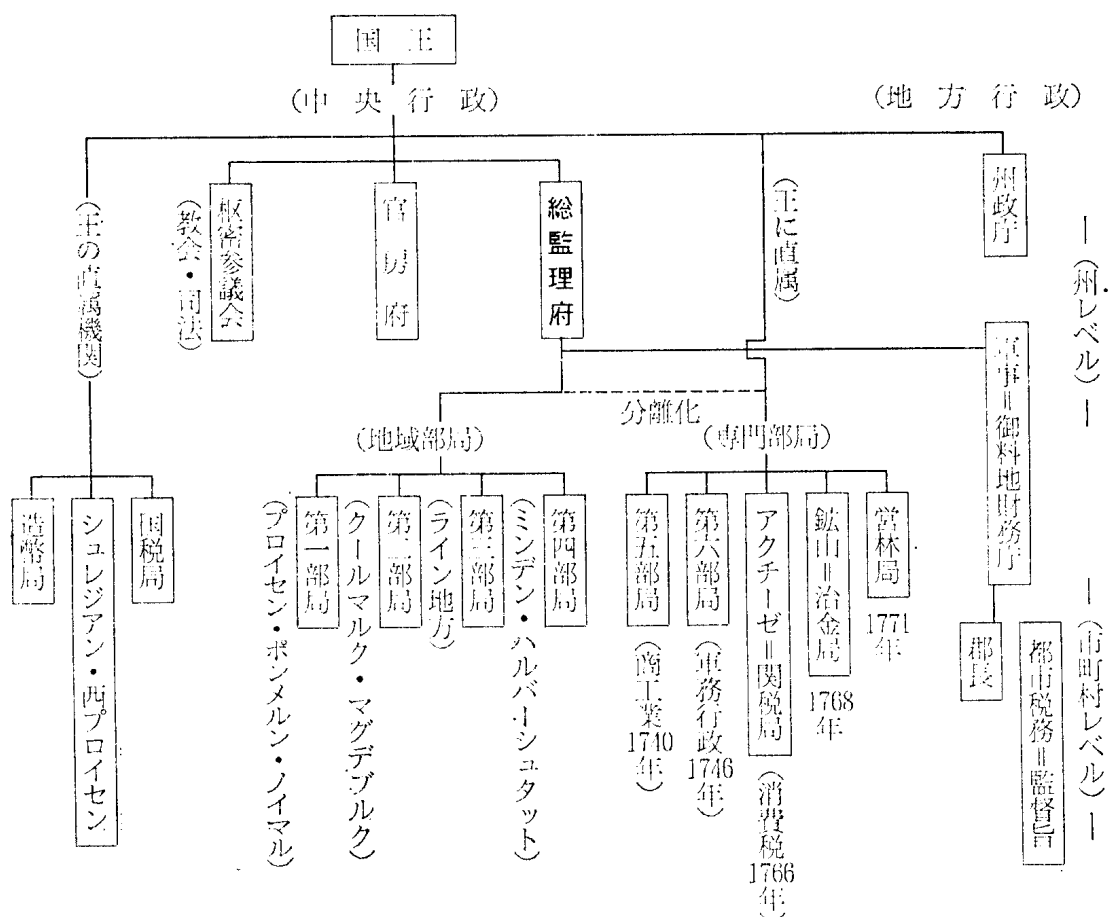 国王
(中央行政)
(地方行政)
(王の直属機関)
枢密参議会
(教会・司法)
官房府
総監理府
(王に直属)
州政庁
―(州レベル)―
軍事=御料地財務庁
分離化
(地域部局)
(専門部局)
造幣局
シュレジアン・西プロイセン
国税局
第一部局
(プロイセン・ポンメルン・ノイマル)
第二部局
(クールマルク・マグデブルク)
第三部局
(ライン地方)
第四部局
(ミンデン・ハルバーシュタット)
第五部局
(商工業1740年)
第六部局
(軍務行政1746年)
アクチーゼ=関税局
(消費税1766年)
鉱山=冶金局
1768年
営林局
1771年
郡長
都市税務=監督旨
―(市町村レベル)―